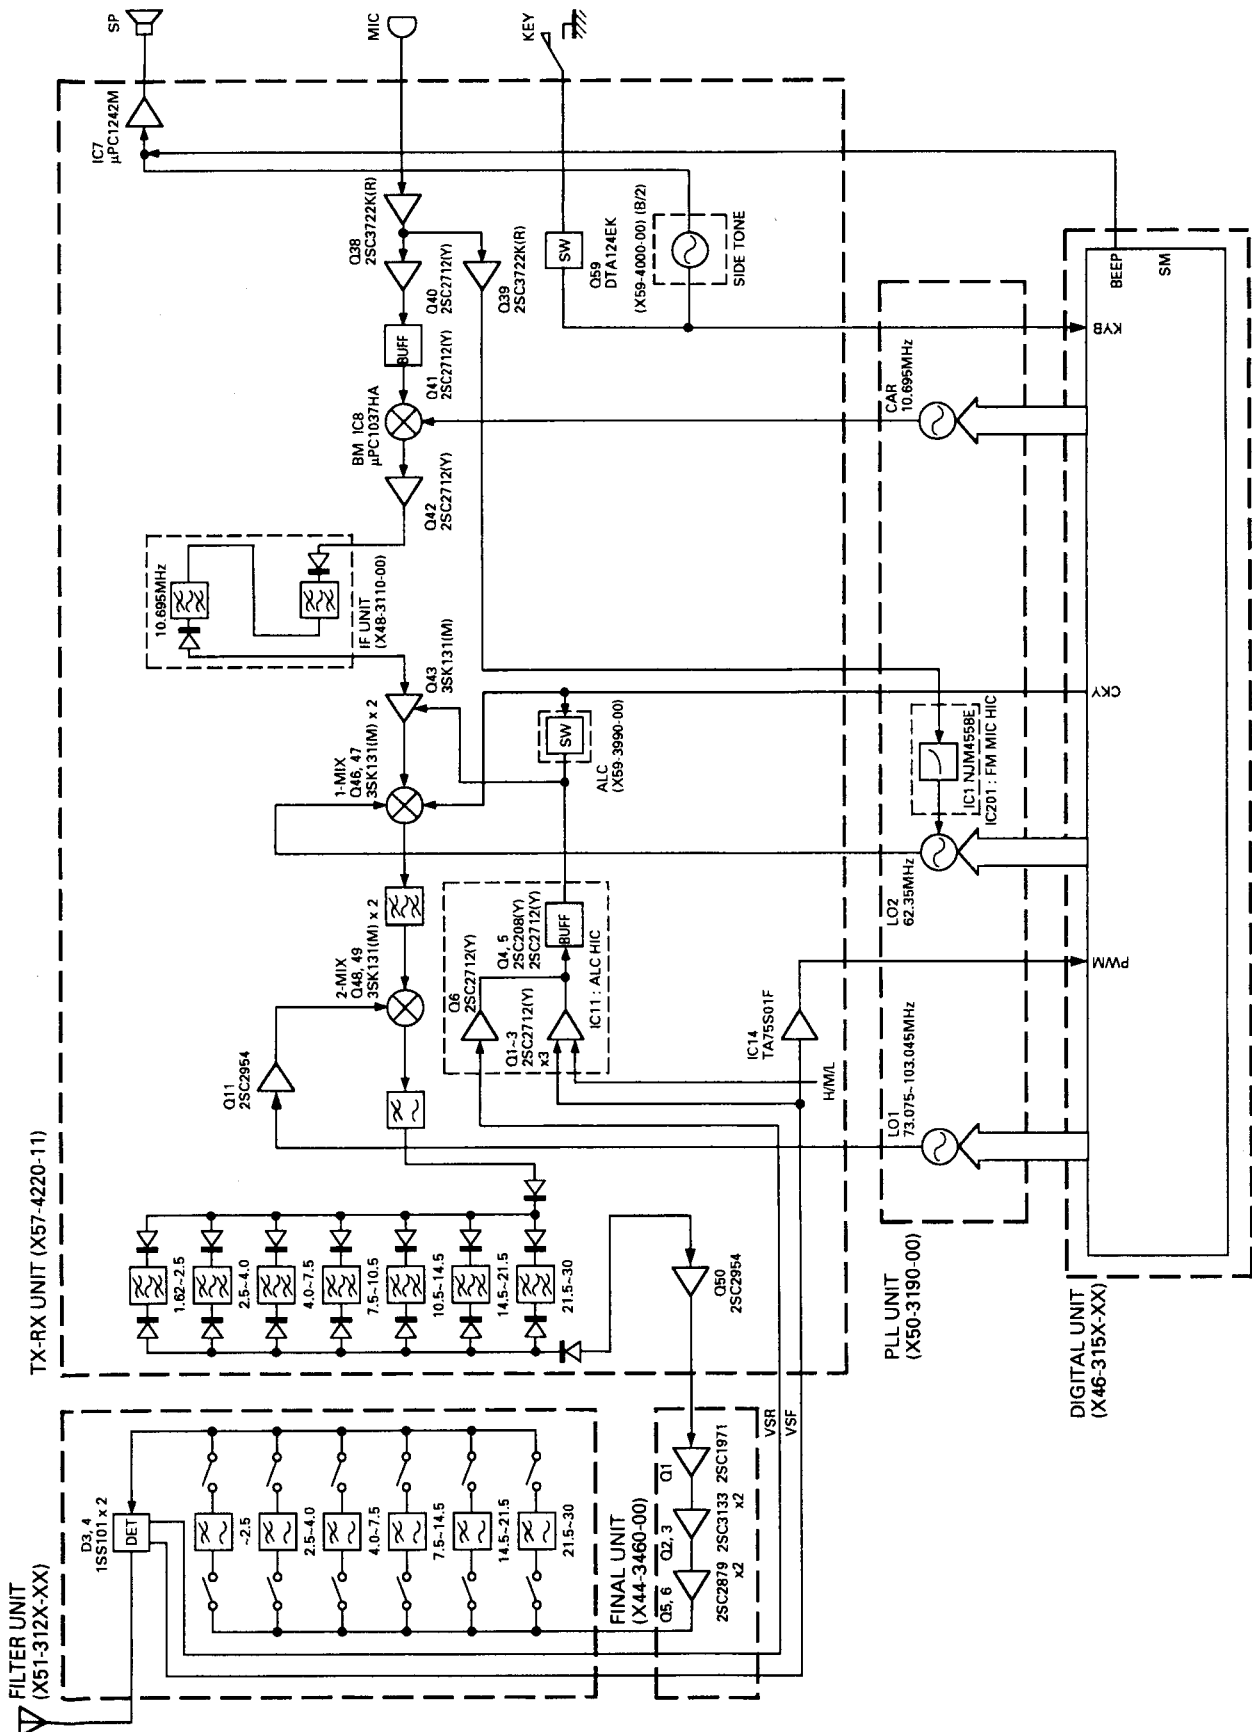 TX-RX UNIT (X57-4220-11)
SP
IC7
µPC1242M
MIC
KEY
Q38
2SC3722K(R)
Q40
2SC2712(Y)
Q39
2SC3722K(R)
BUFF
Q41
2SC2712(Y)
BM IC8
µPC1037HA
Q42
2SC2712(Y)
SW
Q59
DTA124EK
(X59-4000-00) (B/2)
SIDE TONE
10.695MHz
IF UNIT
(X48-3110-00)
Q43
3SK131(M)
1-MIX
Q46, 47
3SK131(M) x 2
SW
ALC
(X59-3990-00)
2-MIX
Q48, 49
3SK131(M) x 2
Q11
2SC2954
Q6
2SC2712(Y)
Q4, 5
2SC208(Y)
2SC2712(Y)
BUFF
Q1~3
2SC2712(Y)
x3
IC11 : ALC HIC
IC14
TA75S01F
H/M/L
1.62~2.5
2.5~4.0
4.0~7.5
7.5~10.5
10.5~14.5
14.5~21.5
21.5~30
Q50
2SC2954
FILTER UNIT
(X51-312X-XX)
D3, 4
1SS101 x 2
DET
~2.5
2.5~4.0
4.0~7.5
7.5~14.5
14.5~21.5
21.5~30
FINAL UNIT
(X44-3460-00)
Q5, 6
Q2, 3
Q1
2SC2879
x2
2SC3133
x2
2SC1971
VSR
VSF
PLL UNIT
(X50-3190-00)
LO1
73.075~103.045MHz
LO2
62.35MHz
IC1 NJM4558E
IC201 : FM MIC HIC
CAR
10.695MHz
DIGITAL UNIT
(X46-315X-XX)
PWM
CKY
KYB
BEEP
SM